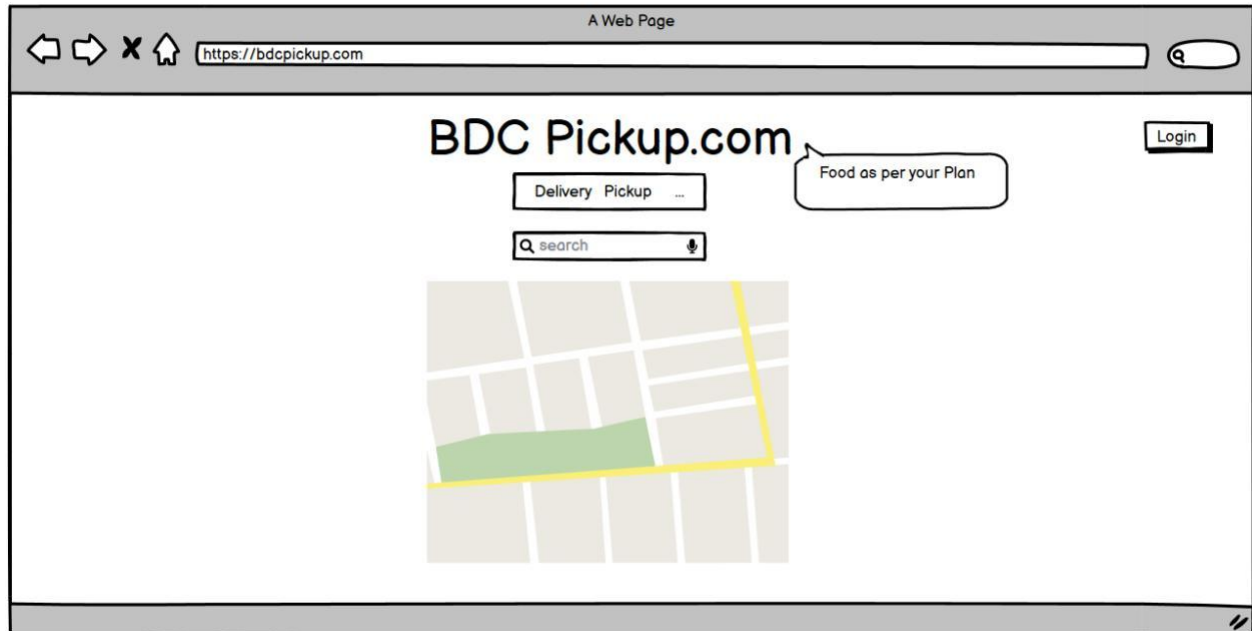 A Web Page
https://bdcpickup.com
BDC Pickup.com
Login
Food as per your Plan
Delivery Pickup ...
search